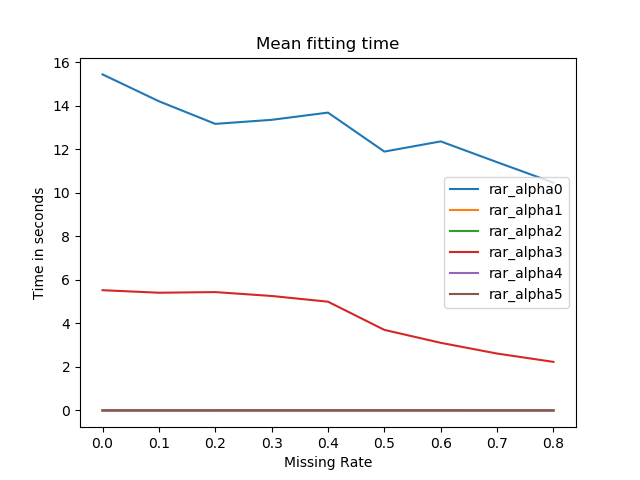 Mean fitting time
Time in seconds
16
14
12
10
8
6
4
2
0
rar_alpha0
rar_alpha1
rar_alpha2
rar_alpha3
rar_alpha4
rar_alpha5
0.0 0.1 0.2 0.3 0.4 0.5 0.6 0.7 0.8
Missing Rate